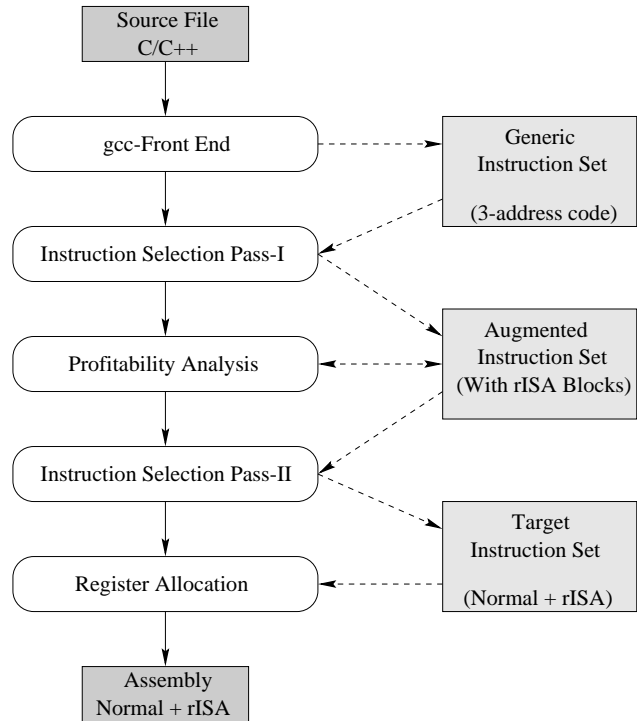 Source File
C/C++
gcc-Front End
Generic
Instruction Set
(3-address code)
Instruction Selection Pass-I
Augmented
Instruction Set
(With rISA Blocks)
Profitability Analysis
Instruction Selection Pass-II
Target
Instruction Set
(Normal + rISA)
Register Allocation
Assembly
Normal + rISA